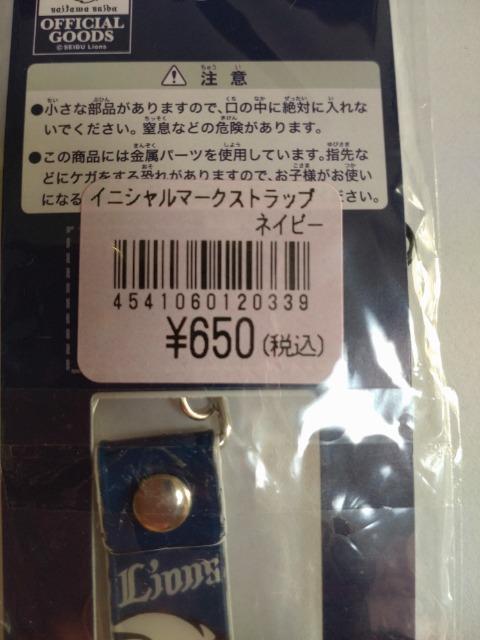 saitama seibu
OFFICIAL
GOODS
©SEIBU Lions
注意
●小さな部品がありますので、口の中に絶対に入れな
いでください。窒息などの危険があります。
●この商品には金属パーツを使用しています。指先な
どにケガをする恐れがありますので、お子様がお使い
になる
さい。
イニシャルマークストラップ
ネイビー
4541060120339
¥650(税込)
Lions